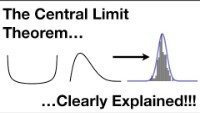 The Central Limit
Theorem...
...Clearly Explained!!!